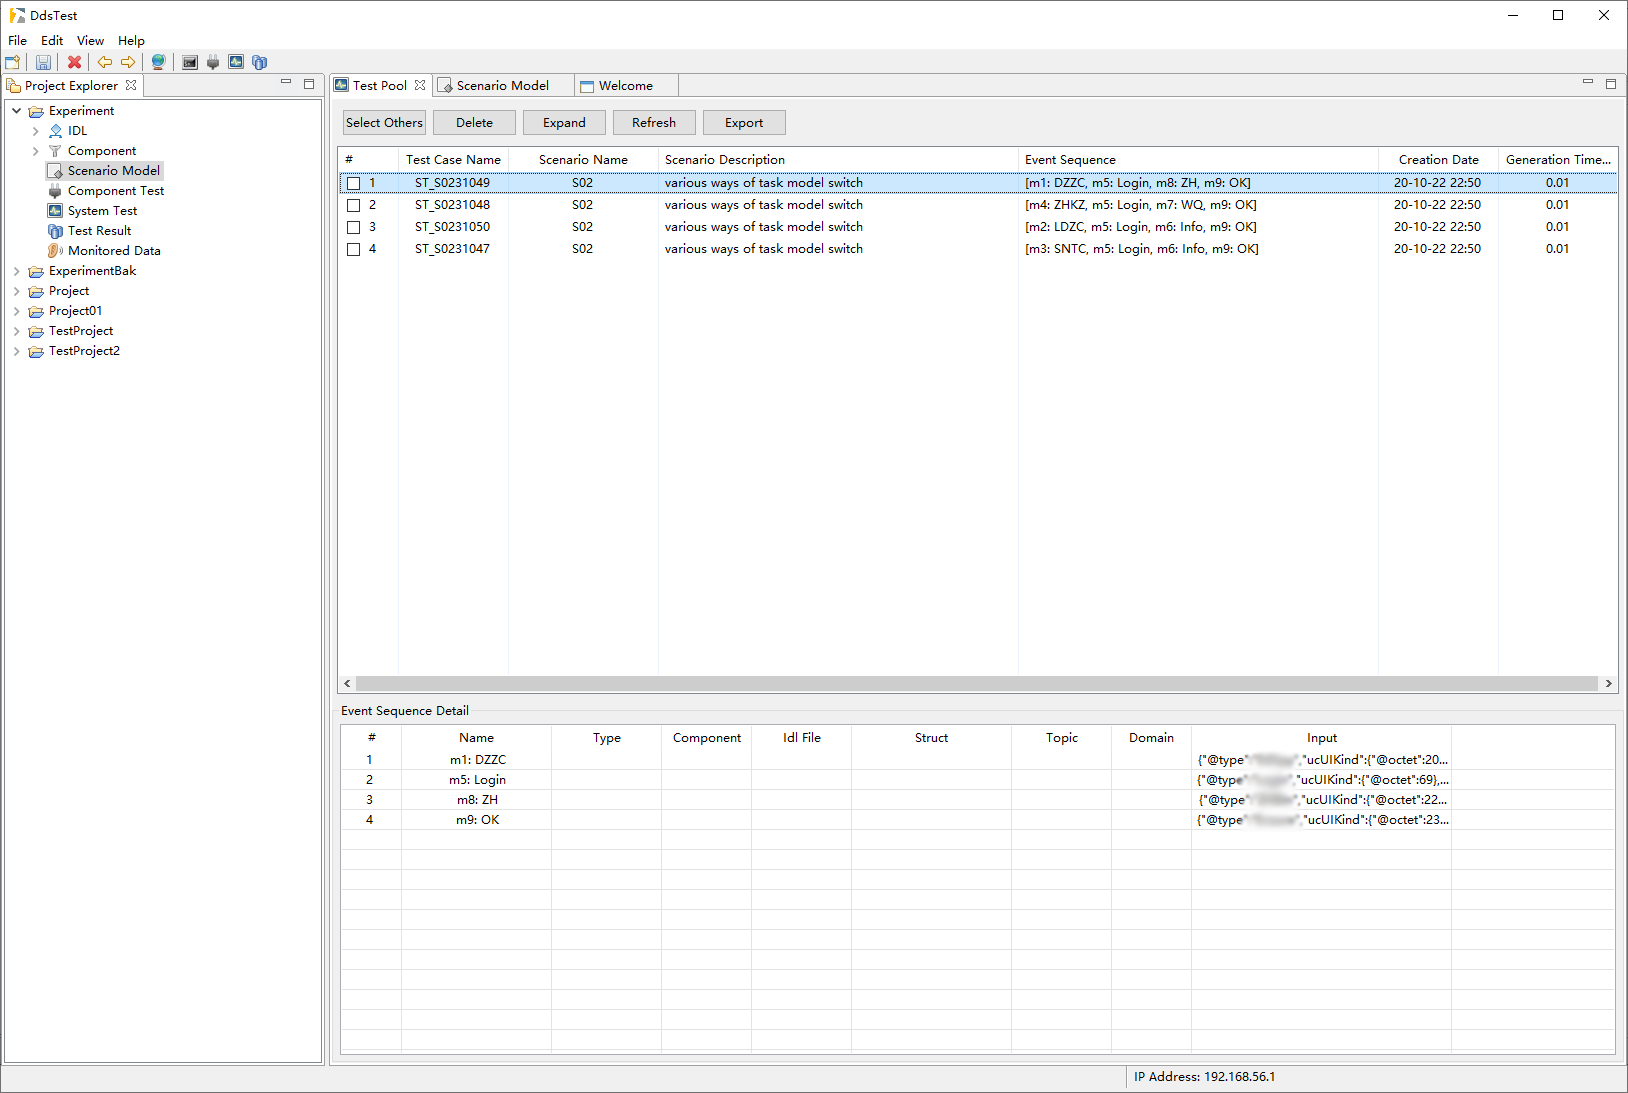 DdsTest
File Edit View Help
Project Explorer
Experiment
IDL
Component
Scenario Model
Component Test
System Test
Test Result
Monitored Data
ExperimentBak
Project
Project01
TestProject
TestProject2
Test Pool Scenario Model Welcome
Select Others Delete Expand Refresh Export
# Test Case Name Scenario Name Scenario Description Event Sequence Creation Date Generation Time...
1 ST_S0231049 S02 various ways of task model switch [m1: DZZC, m5: Login, m8: ZH, m9: OK] 20-10-22 22:50 0.01
2 ST_S0231048 S02 various ways of task model switch [m4: ZHKZ, m5: Login, m7: WQ, m9: OK] 20-10-22 22:50 0.01
3 ST_S0231050 S02 various ways of task model switch [m2: LDZC, m5: Login, m6: Info, m9: OK] 20-10-22 22:50 0.01
4 ST_S0231047 S02 various ways of task model switch [m3: SNTC, m5: Login, m6: Info, m9: OK] 20-10-22 22:50 0.01
Event Sequence Detail
# Name Type Component Idl File Struct Topic Domain Input
1 m1: DZZC {"@type" ","ucUIKind":{"@octet":20...
2 m5: Login {"@type" ","ucUIKind":{"@octet":69},...
3 m8: ZH {"@type" ","ucUIKind":{"@octet":22...
4 m9: OK {"@type" ","ucUIKind":{"@octet":23...
IP Address: 192.168.56.1